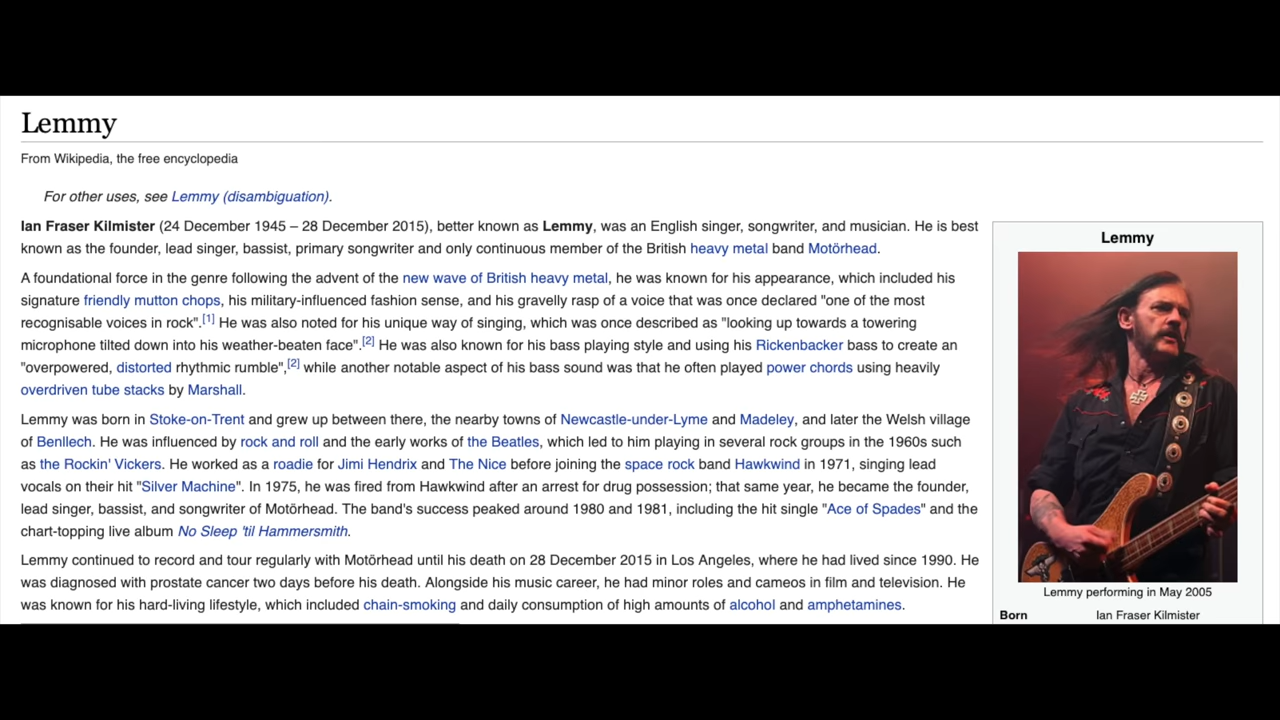 Lemmy
From Wikipedia, the free encyclopedia
For other uses, see Lemmy (disambiguation).
Ian Fraser Kilmister (24 December 1945 – 28 December 2015), better known as Lemmy, was an English singer, songwriter, and musician. He is best
known as the founder, lead singer, bassist, primary songwriter and only continuous member of the British heavy metal band Motörhead.
A foundational force in the genre following the advent of the new wave of British heavy metal, he was known for his appearance, which included his
signature friendly mutton chops, his military-influenced fashion sense, and his gravelly rasp of a voice that was once declared "one of the most
recognisable voices in rock".[1] He was also noted for his unique way of singing, which was once described as "looking up towards a towering
microphone tilted down into his weather-beaten face".[2] He was also known for his bass playing style and using his Rickenbacker bass to create an
"overpowered, distorted rhythmic rumble",[2] while another notable aspect of his bass sound was that he often played power chords using heavily
overdriven tube stacks by Marshall.
Lemmy was born in Stoke-on-Trent and grew up between there, the nearby towns of Newcastle-under-Lyme and Madeley, and later the Welsh village
of Benllech. He was influenced by rock and roll and the early works of the Beatles, which led to him playing in several rock groups in the 1960s such
as the Rockin' Vickers. He worked as a roadie for Jimi Hendrix and The Nice before joining the space rock band Hawkwind in 1971, singing lead
vocals on their hit "Silver Machine". In 1975, he was fired from Hawkwind after an arrest for drug possession; that same year, he became the founder,
lead singer, bassist, and songwriter of Motörhead. The band's success peaked around 1980 and 1981, including the hit single "Ace of Spades" and the
chart-topping live album No Sleep 'til Hammersmith.
Lemmy continued to record and tour regularly with Motörhead until his death on 28 December 2015 in Los Angeles, where he had lived since 1990. He
was diagnosed with prostate cancer two days before his death. Alongside his music career, he had minor roles and cameos in film and television. He
was known for his hard-living lifestyle, which included chain-smoking and daily consumption of high amounts of alcohol and amphetamines.
Lemmy
Lemmy performing in May 2005
Born Ian Fraser Kilmister